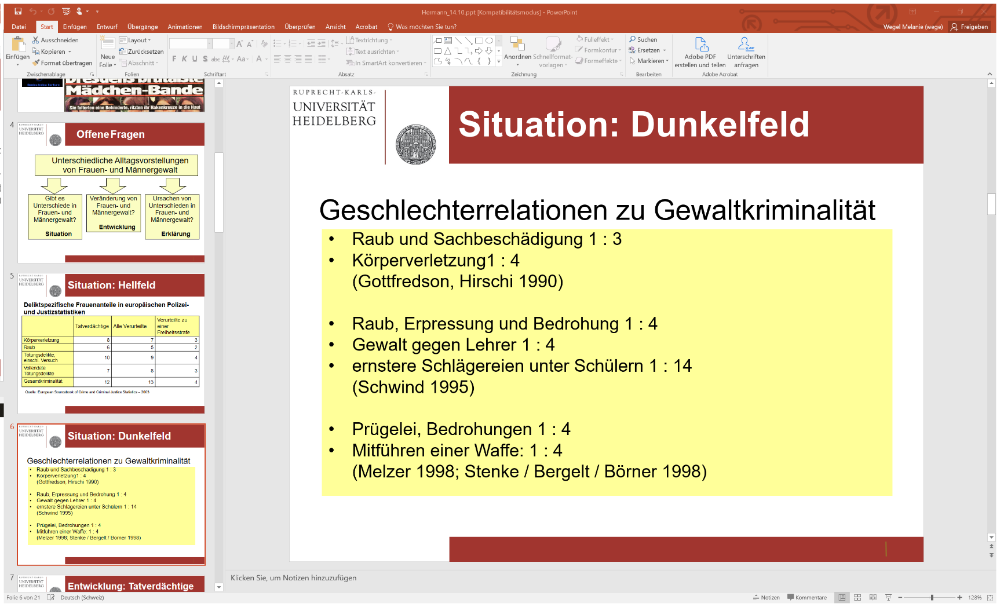 Hermann_14.10.ppt [Kompatibilitätsmodus] - PowerPoint
Datei Start Einfügen Entwurf Übergänge Animationen Bildschirmpräsentation Überprüfen Ansicht Acrobat Was möchten Sie tun? Wegel Melanie (wege) Freigeben
Einfügen
Ausschneiden
Kopieren
Format übertragen
Zwischenablage
Neue
Folie
Layout
Zurücksetzen
Abschnitt
Folien
F K U S abc AV Aa A
Schriftart
Textrichtung
Text ausrichten
In SmartArt konvertieren
Absatz
Anordnen
Schnellformat-
vorlagen
Fülleffekt
Formkontur
Formeffekte
Zeichnung
Suchen
Ersetzen
Markieren
Bearbeiten
Adobe PDF
erstellen und teilen
Unterschriften
anfragen
Adobe Acrobat
Mädchen-Bande
Sie folterten eine Behinderte, ritzten ihr Hakenkreuze in die Haut
4
RUPRECHT-KARLS-
UNIVERSITÄT
HEIDELBERG
Offene Fragen
Unterschiedliche Alltagsvorstellungen
von Frauen- und Männergewalt
Gibt es
Unterschiede in
Frauen- und
Männergewalt?
Situation
Veränderung von
Frauen- und
Männergewalt?
Entwicklung
Ursachen von
Unterschieden in
Frauen- und
Männergewalt?
Erklärung
5
RUPRECHT-KARLS-
UNIVERSITÄT
HEIDELBERG
Situation: Hellfeld
Deliktspezifische Frauenanteile in europäischen Polizei-
und Justizstatistiken
Tatverdächtige Alle Verurteilte Verurteilte zu
einer
Freiheitsstrafe
Körperverletzung 8 7 3
Raub 6 5 2
Tötungsdelikte,
einschl. Versuch 10 9 4
Vollendete
Tötungsdelikte 7 8 3
Gesamtkriminalität 12 13 4
Quelle: European Sourcebook of Crime and Criminal Justice Statistics – 2003
6
RUPRECHT-KARLS-
UNIVERSITÄT
HEIDELBERG
Situation: Dunkelfeld
Geschlechterrelationen zu Gewaltkriminalität
• Raub und Sachbeschädigung 1 : 3
• Körperverletzung1 : 4
(Gottfredson, Hirschi 1990)
• Raub, Erpressung und Bedrohung 1 : 4
• Gewalt gegen Lehrer 1 : 4
• ernstere Schlägereien unter Schülern 1 : 14
(Schwind 1995)
• Prügelei, Bedrohungen 1 : 4
• Mitführen einer Waffe: 1 : 4
(Melzer 1998; Stenke / Bergelt / Börner 1998)
7
RUPRECHT-KARLS-
UNIVERSITÄT
HEIDELBERG
Entwicklung: Tatverdächtige
RUPRECHT-KARLS-
UNIVERSITÄT
HEIDELBERG
Situation: Dunkelfeld
Geschlechterrelationen zu Gewaltkriminalität
• Raub und Sachbeschädigung 1 : 3
• Körperverletzung1 : 4
(Gottfredson, Hirschi 1990)
• Raub, Erpressung und Bedrohung 1 : 4
• Gewalt gegen Lehrer 1 : 4
• ernstere Schlägereien unter Schülern 1 : 14
(Schwind 1995)
• Prügelei, Bedrohungen 1 : 4
• Mitführen einer Waffe: 1 : 4
(Melzer 1998; Stenke / Bergelt / Börner 1998)
Klicken Sie, um Notizen hinzuzufügen
Folie 6 von 21 Deutsch (Schweiz) Notizen Kommentare 128%